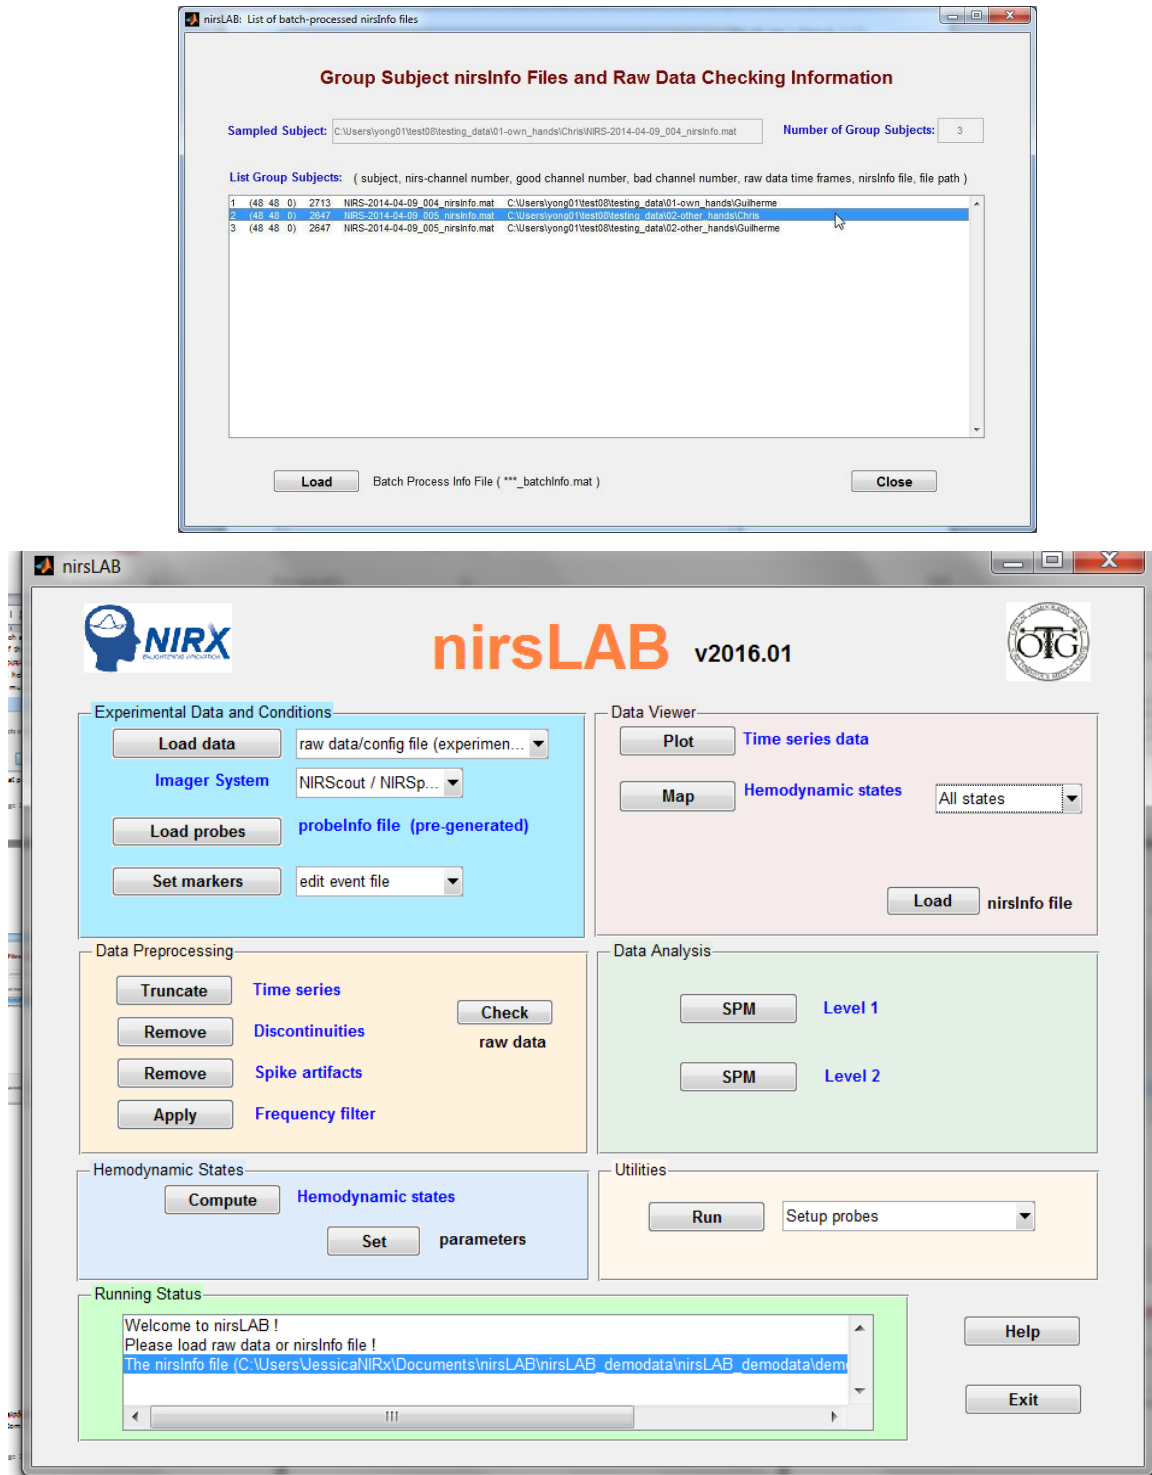 nirsLAB: List of batch-processed nirsInfo files
Group Subject nirsInfo Files and Raw Data Checking Information
Sampled Subject: C:\Users\yong01\test08\testing_data\01-own_hands\Chris\NIRS-2014-04-09_004_nirsInfo.mat Number of Group Subjects: 3
List Group Subjects: ( subject, nirs-channel number, good channel number, bad channel number, raw data time frames, nirsInfo file, file path )
1 (48 48 0) 2713 NIRS-2014-04-09_004_nirsInfo.mat C:\Users\yong01\test08\testing_data\01-own_hands\Guilherme
2 (48 48 0) 2647 NIRS-2014-04-09_005_nirsInfo.mat C:\Users\yong01\test08\testing_data\02-other_hands\Chris
3 (48 48 0) 2647 NIRS-2014-04-09_005_nirsInfo.mat C:\Users\yong01\test08\testing_data\02-other_hands\Guilherme
Load Batch Process Info File ( ***_batchInfo.mat ) Close
nirsLAB
NIRX
nirsLAB v2016.01
OTG
Experimental Data and Conditions
Load data raw data/config file (experimen...
Imager System NIRScout / NIRSp...
Load probes probeInfo file (pre-generated)
Set markers edit event file
Data Viewer
Plot Time series data
Map Hemodynamic states All states
Load nirsInfo file
Data Preprocessing
Truncate Time series
Remove Discontinuities
Check
raw data
Remove Spike artifacts
Apply Frequency filter
Data Analysis
SPM Level 1
SPM Level 2
Hemodynamic States
Compute Hemodynamic states
Set parameters
Utilities
Run Setup probes
Running Status
Welcome to nirsLAB !
Please load raw data or nirsInfo file !
The nirsInfo file (C:\Users\JessicaNIRx\Documents\nirsLAB\nirsLAB_demodata\nirsLAB_demodata\dem
Help
Exit